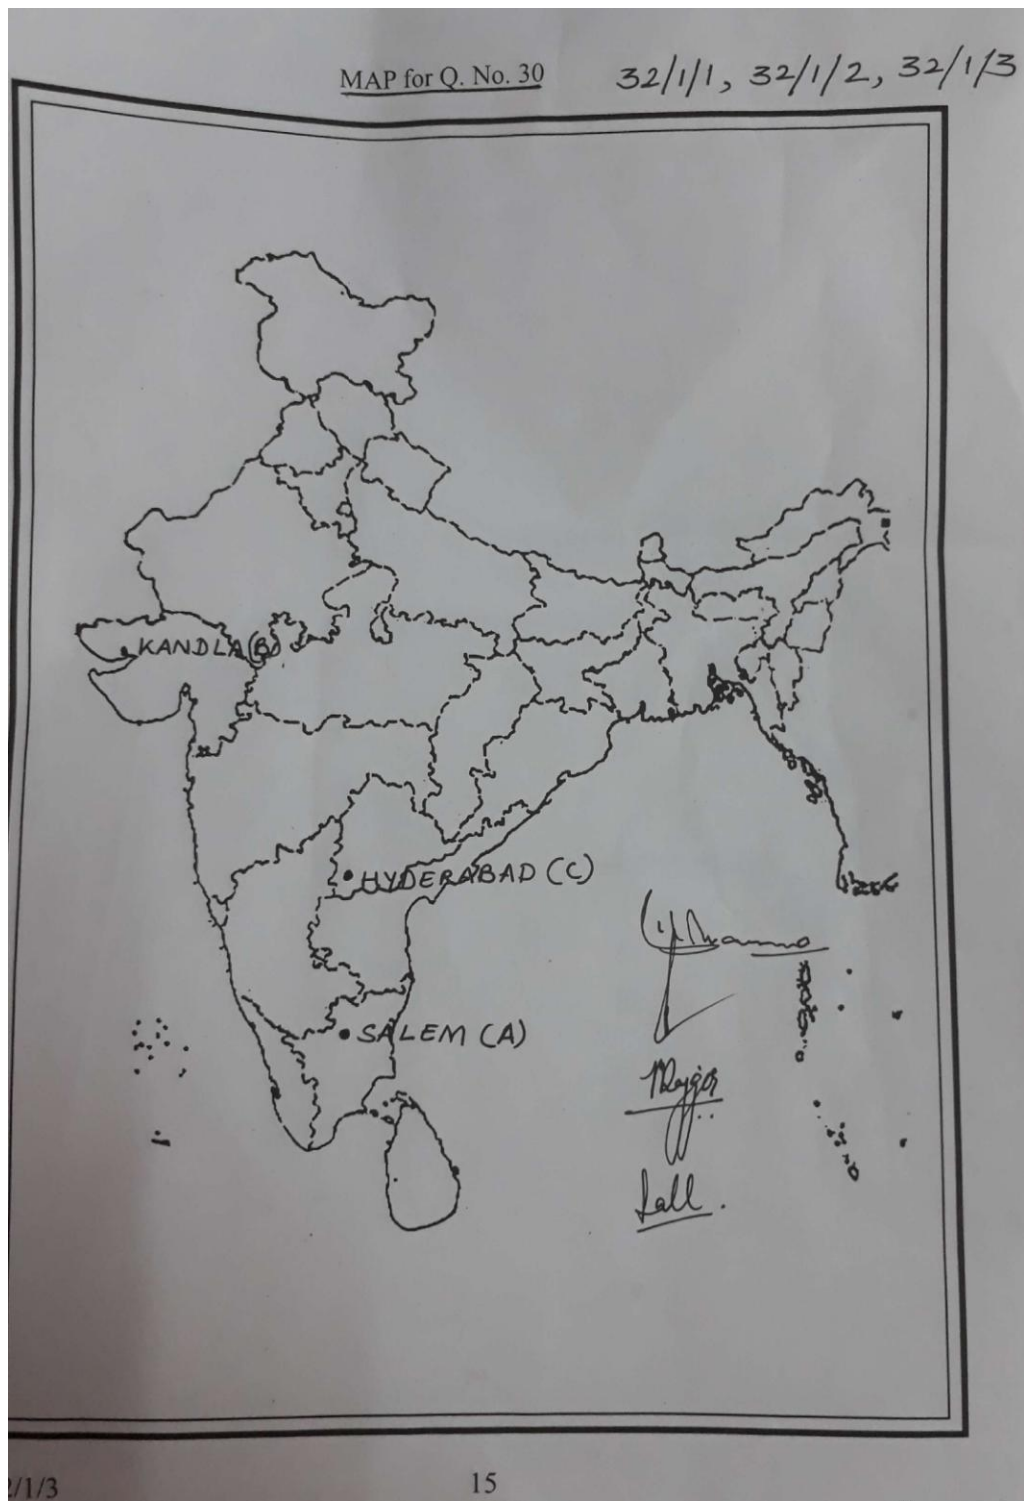 MAP for Q. No. 30 32/1/1, 32/1/2, 32/1/3
KANDLA (B)
HYDERABAD (C)
SALEM (A)
Lall.
/1/3 15